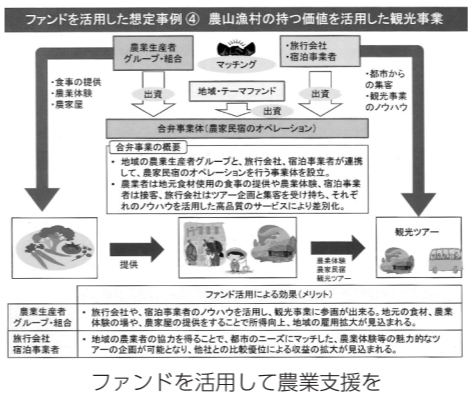 ファンドを活用した想定事例④ 農山漁村の持つ価値を活用した観光事業
農業生産者
グループ・組合
マッチング
・旅行会社
・宿泊事業者
・食事の提供
・農業体験
・農家屋
出資
地域・テーマファンド
出資
出資
・都市から
の集客
・観光事業
のノウハウ
合弁事業体(農家民宿のオペレーション)
合弁事業の概要
・ 地域の農業生産者グループと、旅行会社、宿泊事業者が連携
して、農家民宿のオペレーションを行う事業体を設立。
・ 農業者は地元食材使用の食事の提供や農業体験、宿泊事業
者は接客、旅行会社はツアー企画と集客を受け持ち、それぞ
れのノウハウを活用した高品質のサービスにより差別化。
提供
農業体験
農家民宿
観光ツアー
観光ツアー
ファンド活用による効果(メリット)
農業生産者
グループ・組合
・ 旅行会社や、宿泊事業者のノウハウを活用し、観光事業に参画が出来る。地元の食材、農業
体験の場や、農家屋の提供をすることで所得向上、地域の雇用拡大が見込まれる。
旅行会社
宿泊事業者
・ 地域の農業者の協力を得ることで、都市のニーズにマッチした、農業体験等の魅力的なツ
アーの企画が可能となり、他社との比較優位による収益の拡大が見込まれる。
ファンドを活用して農業支援を